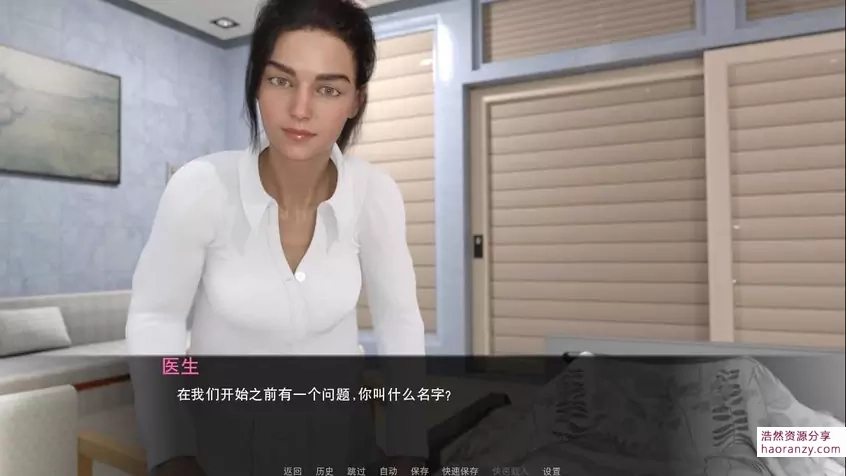 医生
在我们开始之前有一个问题,你叫什么名字?
返回 历史 跳过 自动 保存 快速保存 快速载入 设置
浩然资源分享
haoranzy.com